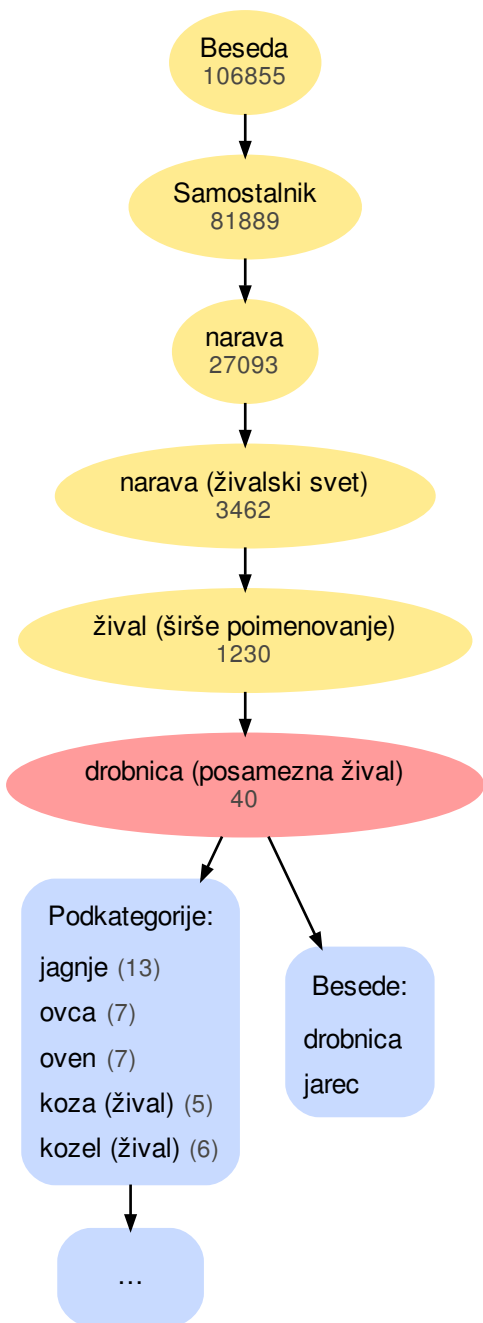 Beseda
106855
Samostalnik
81889
narava
27093
narava (živalski svet)
3462
žival (širše poimenovanje)
1230
drobnica (posamezna žival)
40
Podkategorije:
jagnje (13)
ovca (7)
oven (7)
koza (žival) (5)
kozel (žival) (6)
Besede:
drobnica
jarec
…